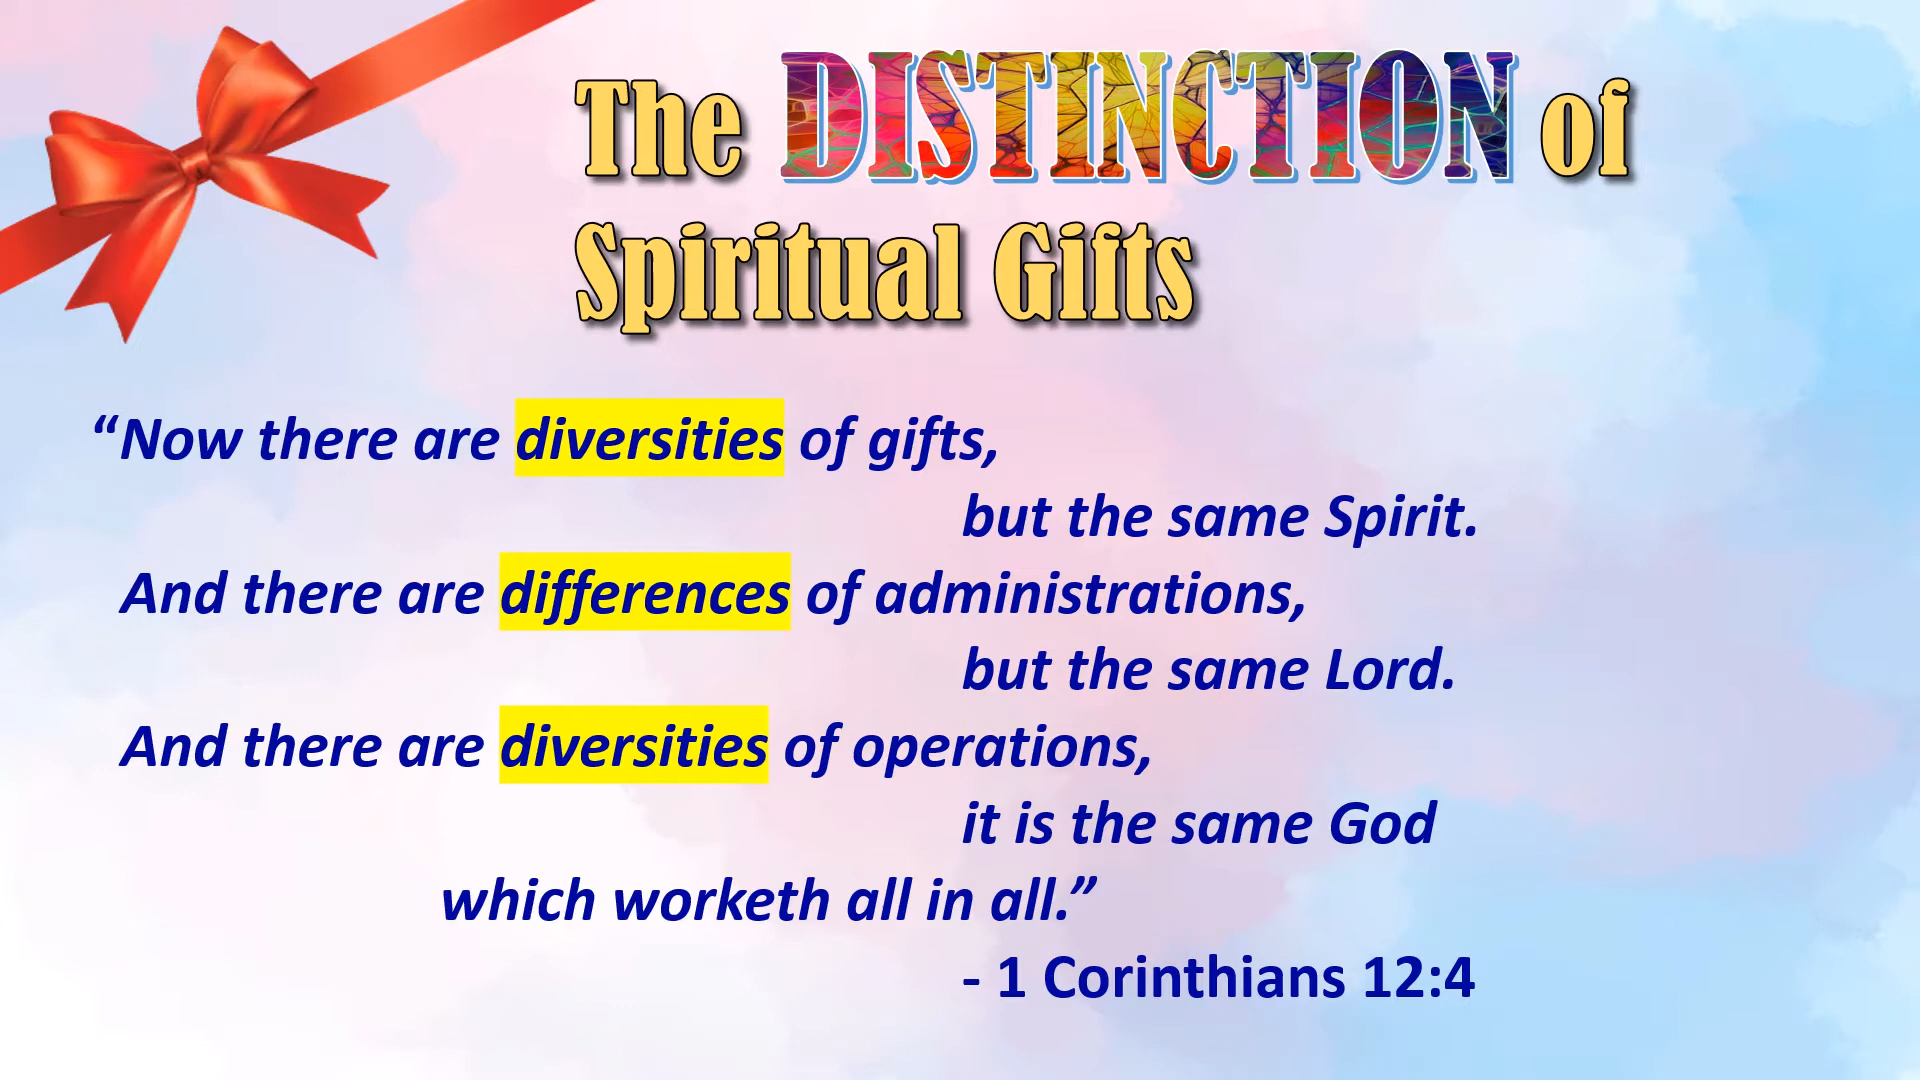 The DISTINCTION of
Spiritual Gifts
“Now there are diversities of gifts,
but the same Spirit.
And there are differences of administrations,
but the same Lord.
And there are diversities of operations,
it is the same God
which worketh all in all.”
- 1 Corinthians 12:4